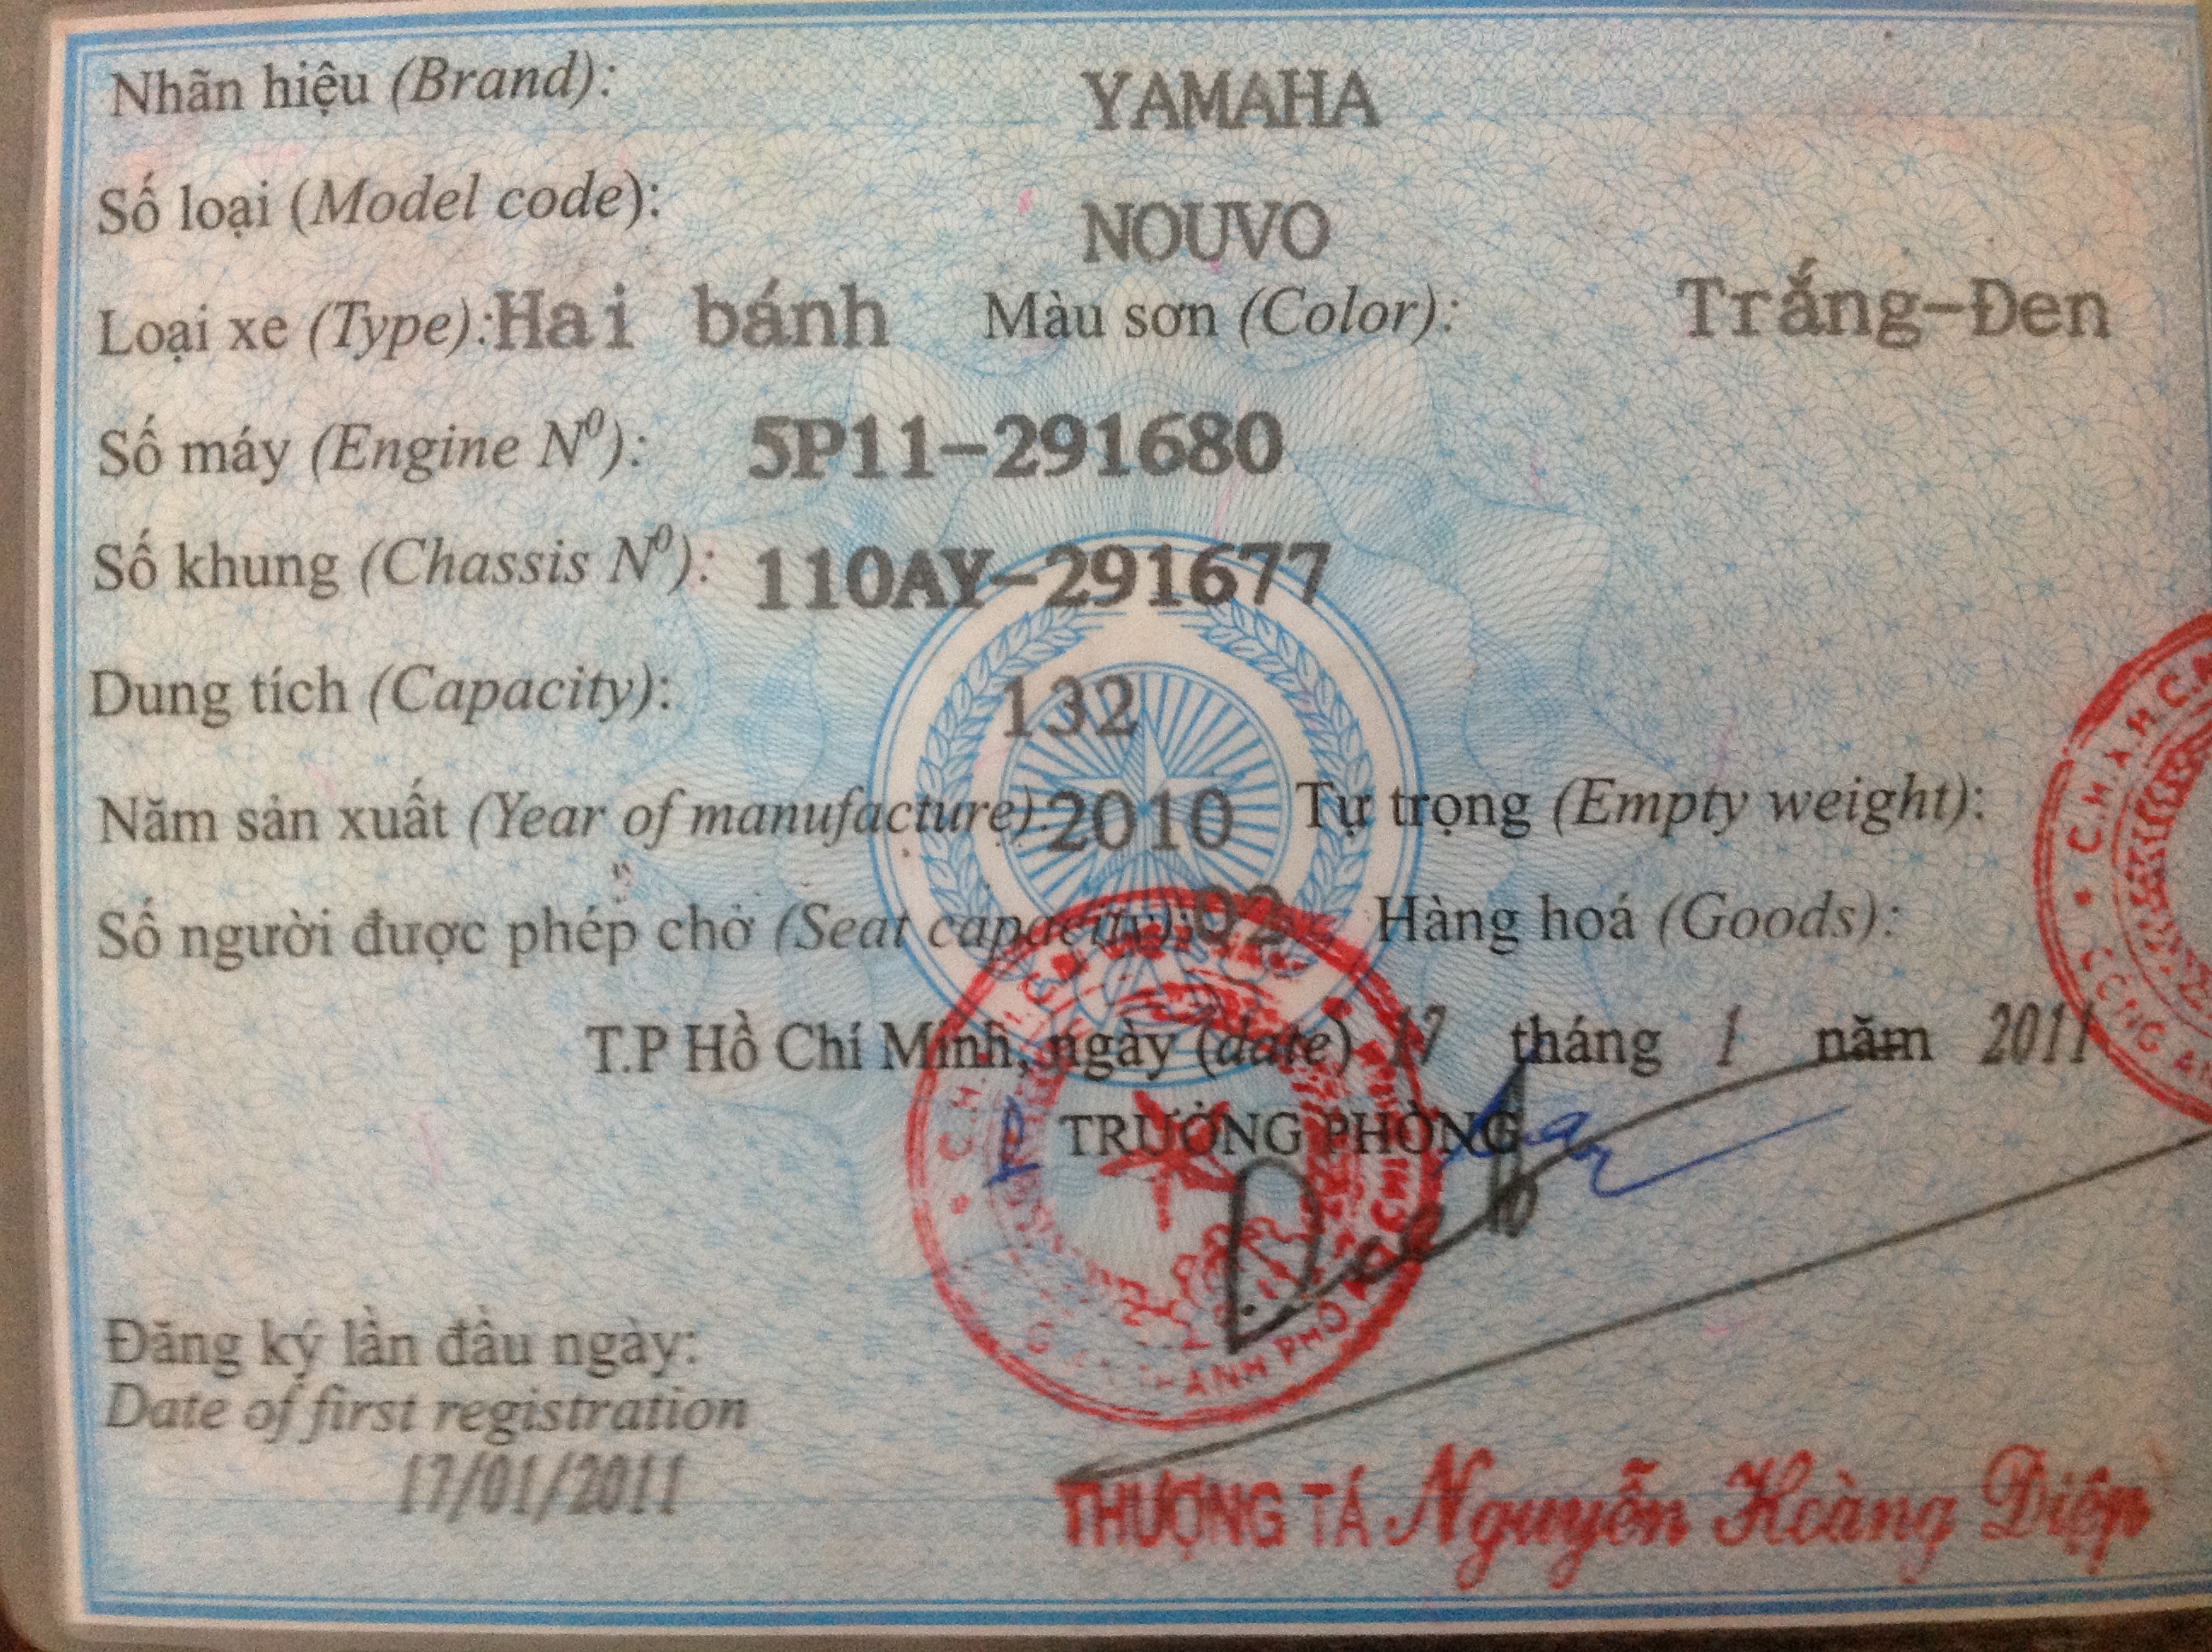 Nhãn hiệu (Brand): YAMAHA
Số loại (Model code): NOUVO
Loại xe (Type): Hai bánh Màu sơn (Color): Trắng-Đen
Số máy (Engine N⁰): 5P11-291680
Số khung (Chassis N⁰): 110AY-291677
Dung tích (Capacity): 132
Năm sản xuất (Year of manufacture): 2010 Tự trọng (Empty weight):
Số người được phép chở (Seat capacity): 02 Hàng hoá (Goods):
T.P Hồ Chí Minh, ngày (date) 17 tháng 1 năm 2011
TRƯỞNG PHÒNG
Đăng ký lần đầu ngày:
Date of first registration
17/01/2011
THƯỢNG TÁ Nguyễn Hoàng Điệp